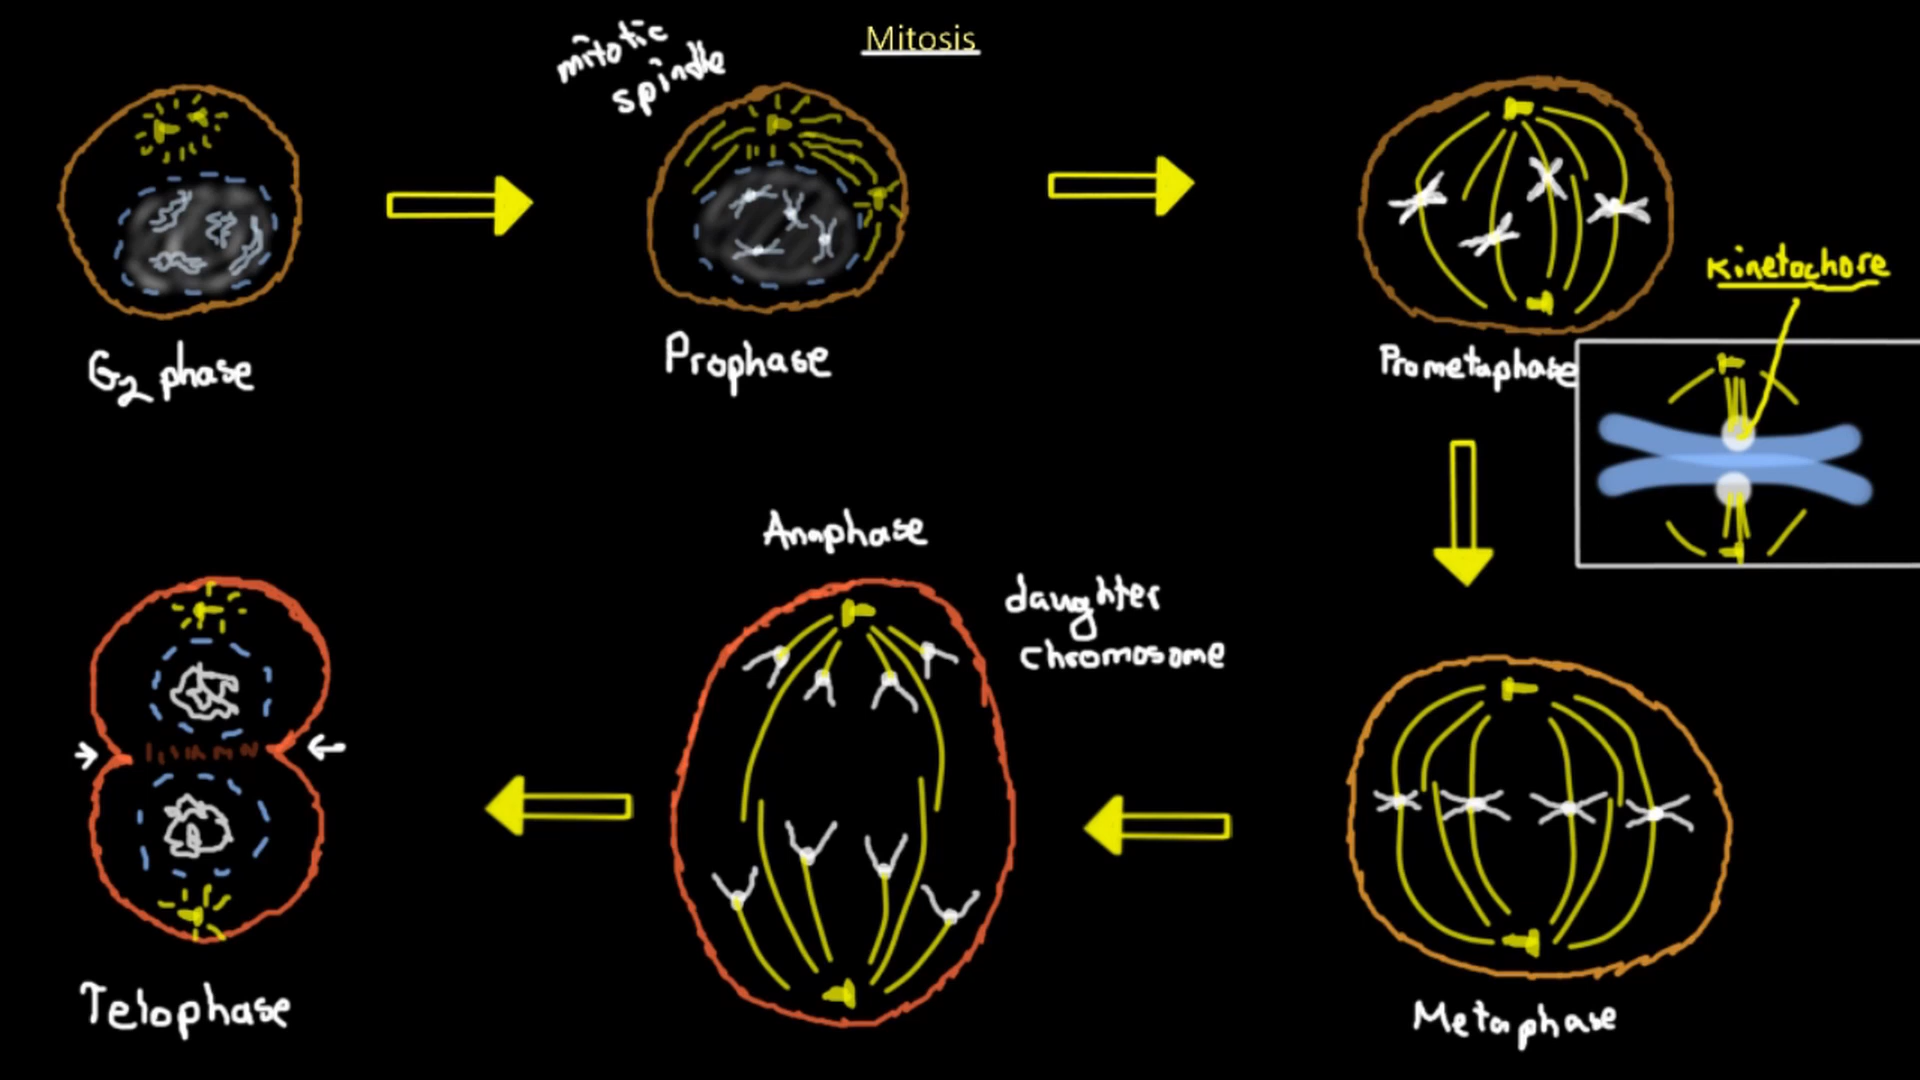 Mitosis
mitotic
spindle
G2 phase
Prophase
Prometaphase
Kinetochore
Anaphase
daughter
chromosome
Telophase
Metaphase